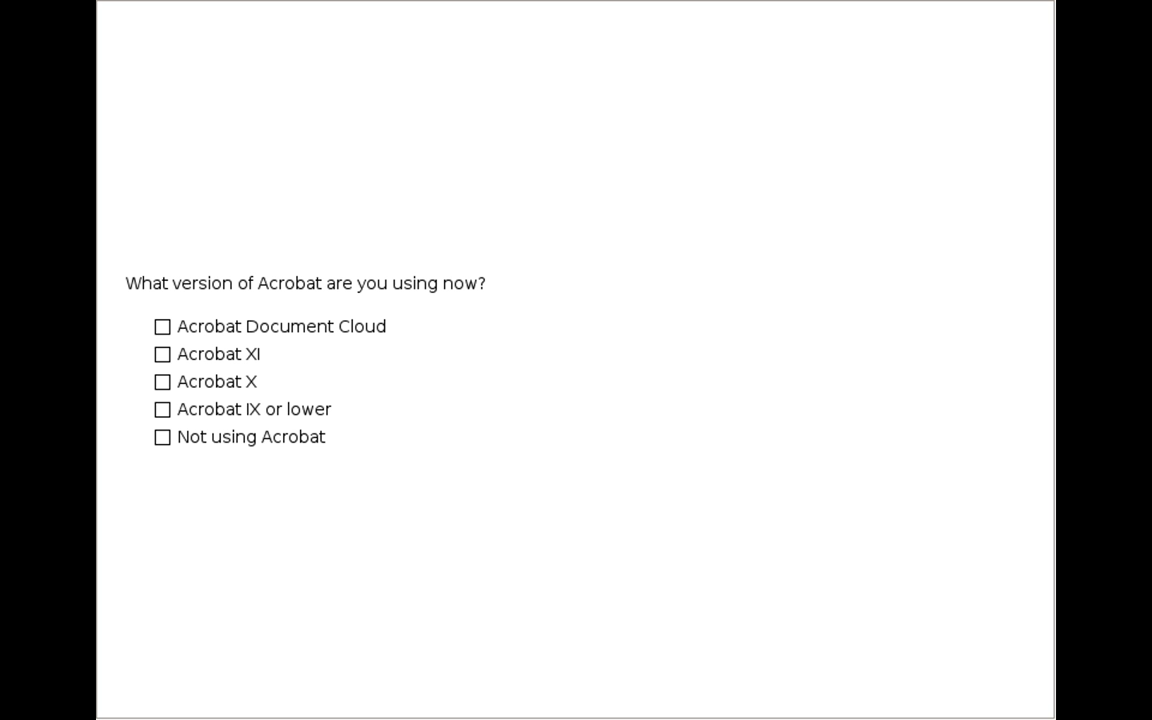 What version of Acrobat are you using now?
Acrobat Document Cloud
Acrobat XI
Acrobat X
Acrobat IX or lower
Not using Acrobat